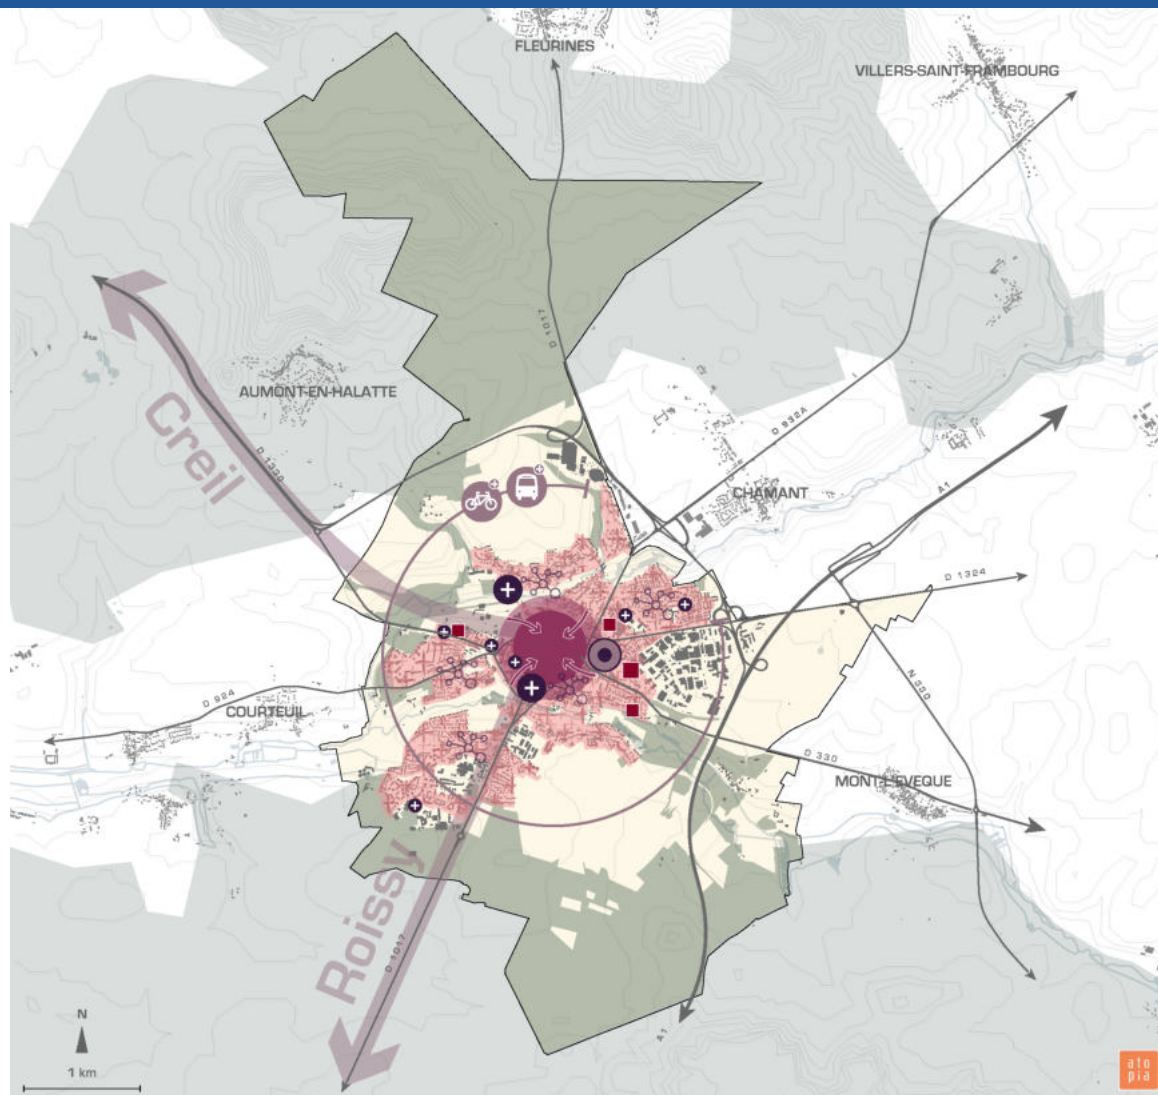 FLEURINES
VILLERS-SAINT-FRAMBOURG
D 1017
AUMONT-EN-HALATTE
Creil
D 1330
D 932A
CHAMANT
A1
D 1324
D 924
COURTEUIL
N 330
D 330
MONT-L'EVEQUE
Roissy
D 1017
A1
N
1 km
ato
pia